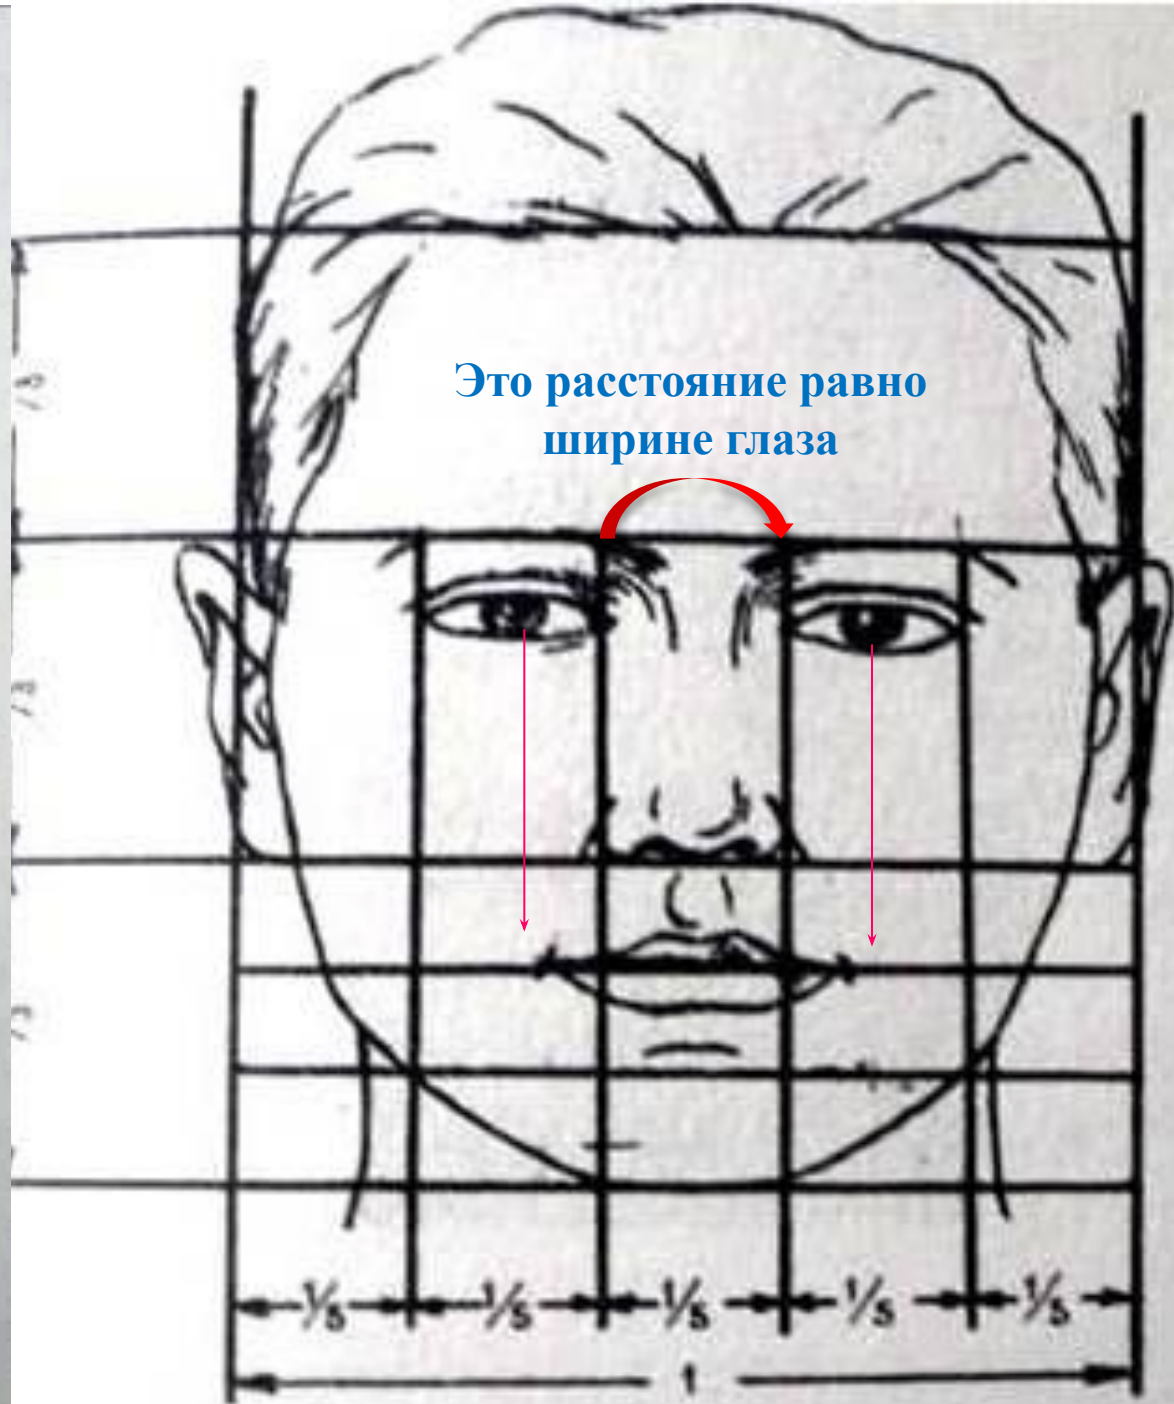 Это расстояние равно
ширине глаза
⅕ ⅕ ⅕ ⅕ ⅕
1